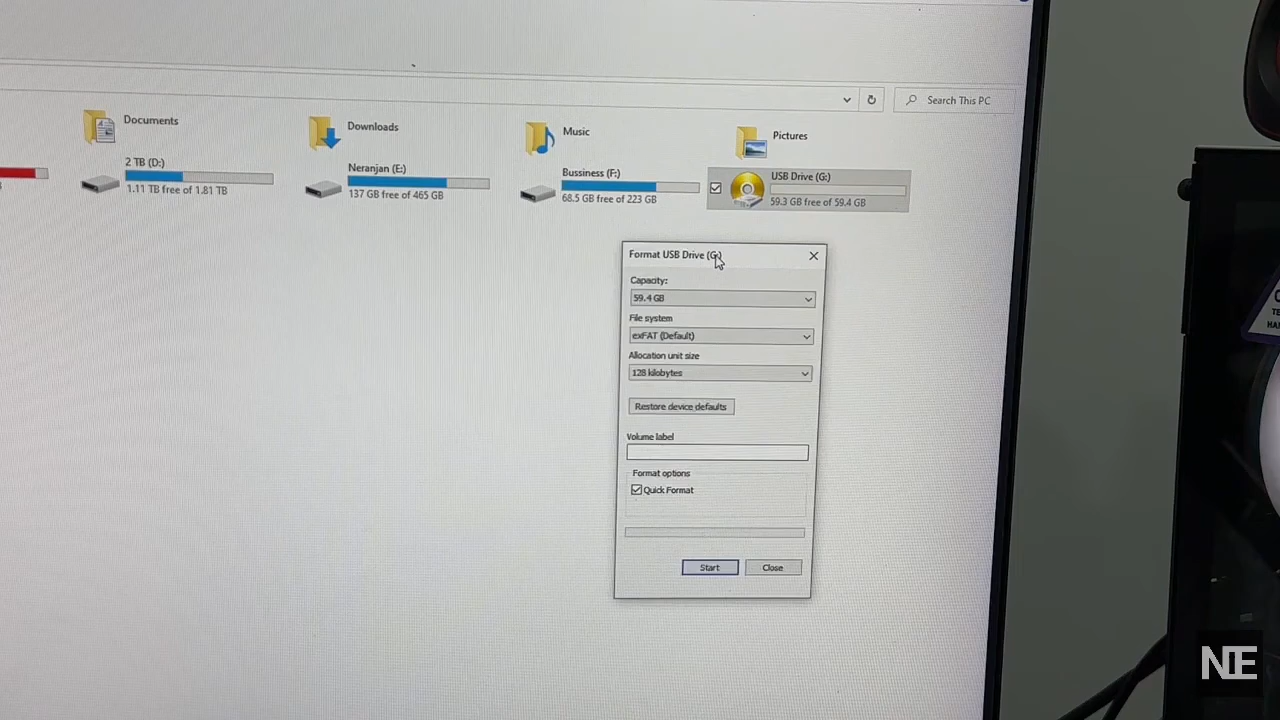 Search This PC
Documents
Downloads
Music
Pictures
2 TB (D:)
1.11 TB free of 1.81 TB
Neranjan (E:)
137 GB free of 465 GB
Bussiness (F:)
68.5 GB free of 223 GB
USB Drive (G:)
59.3 GB free of 59.4 GB
Format USB Drive (G:)
Capacity:
59.4 GB
File system
exFAT (Default)
Allocation unit size
128 kilobytes
Restore device defaults
Volume label
Format options
Quick Format
Start
Close
NE